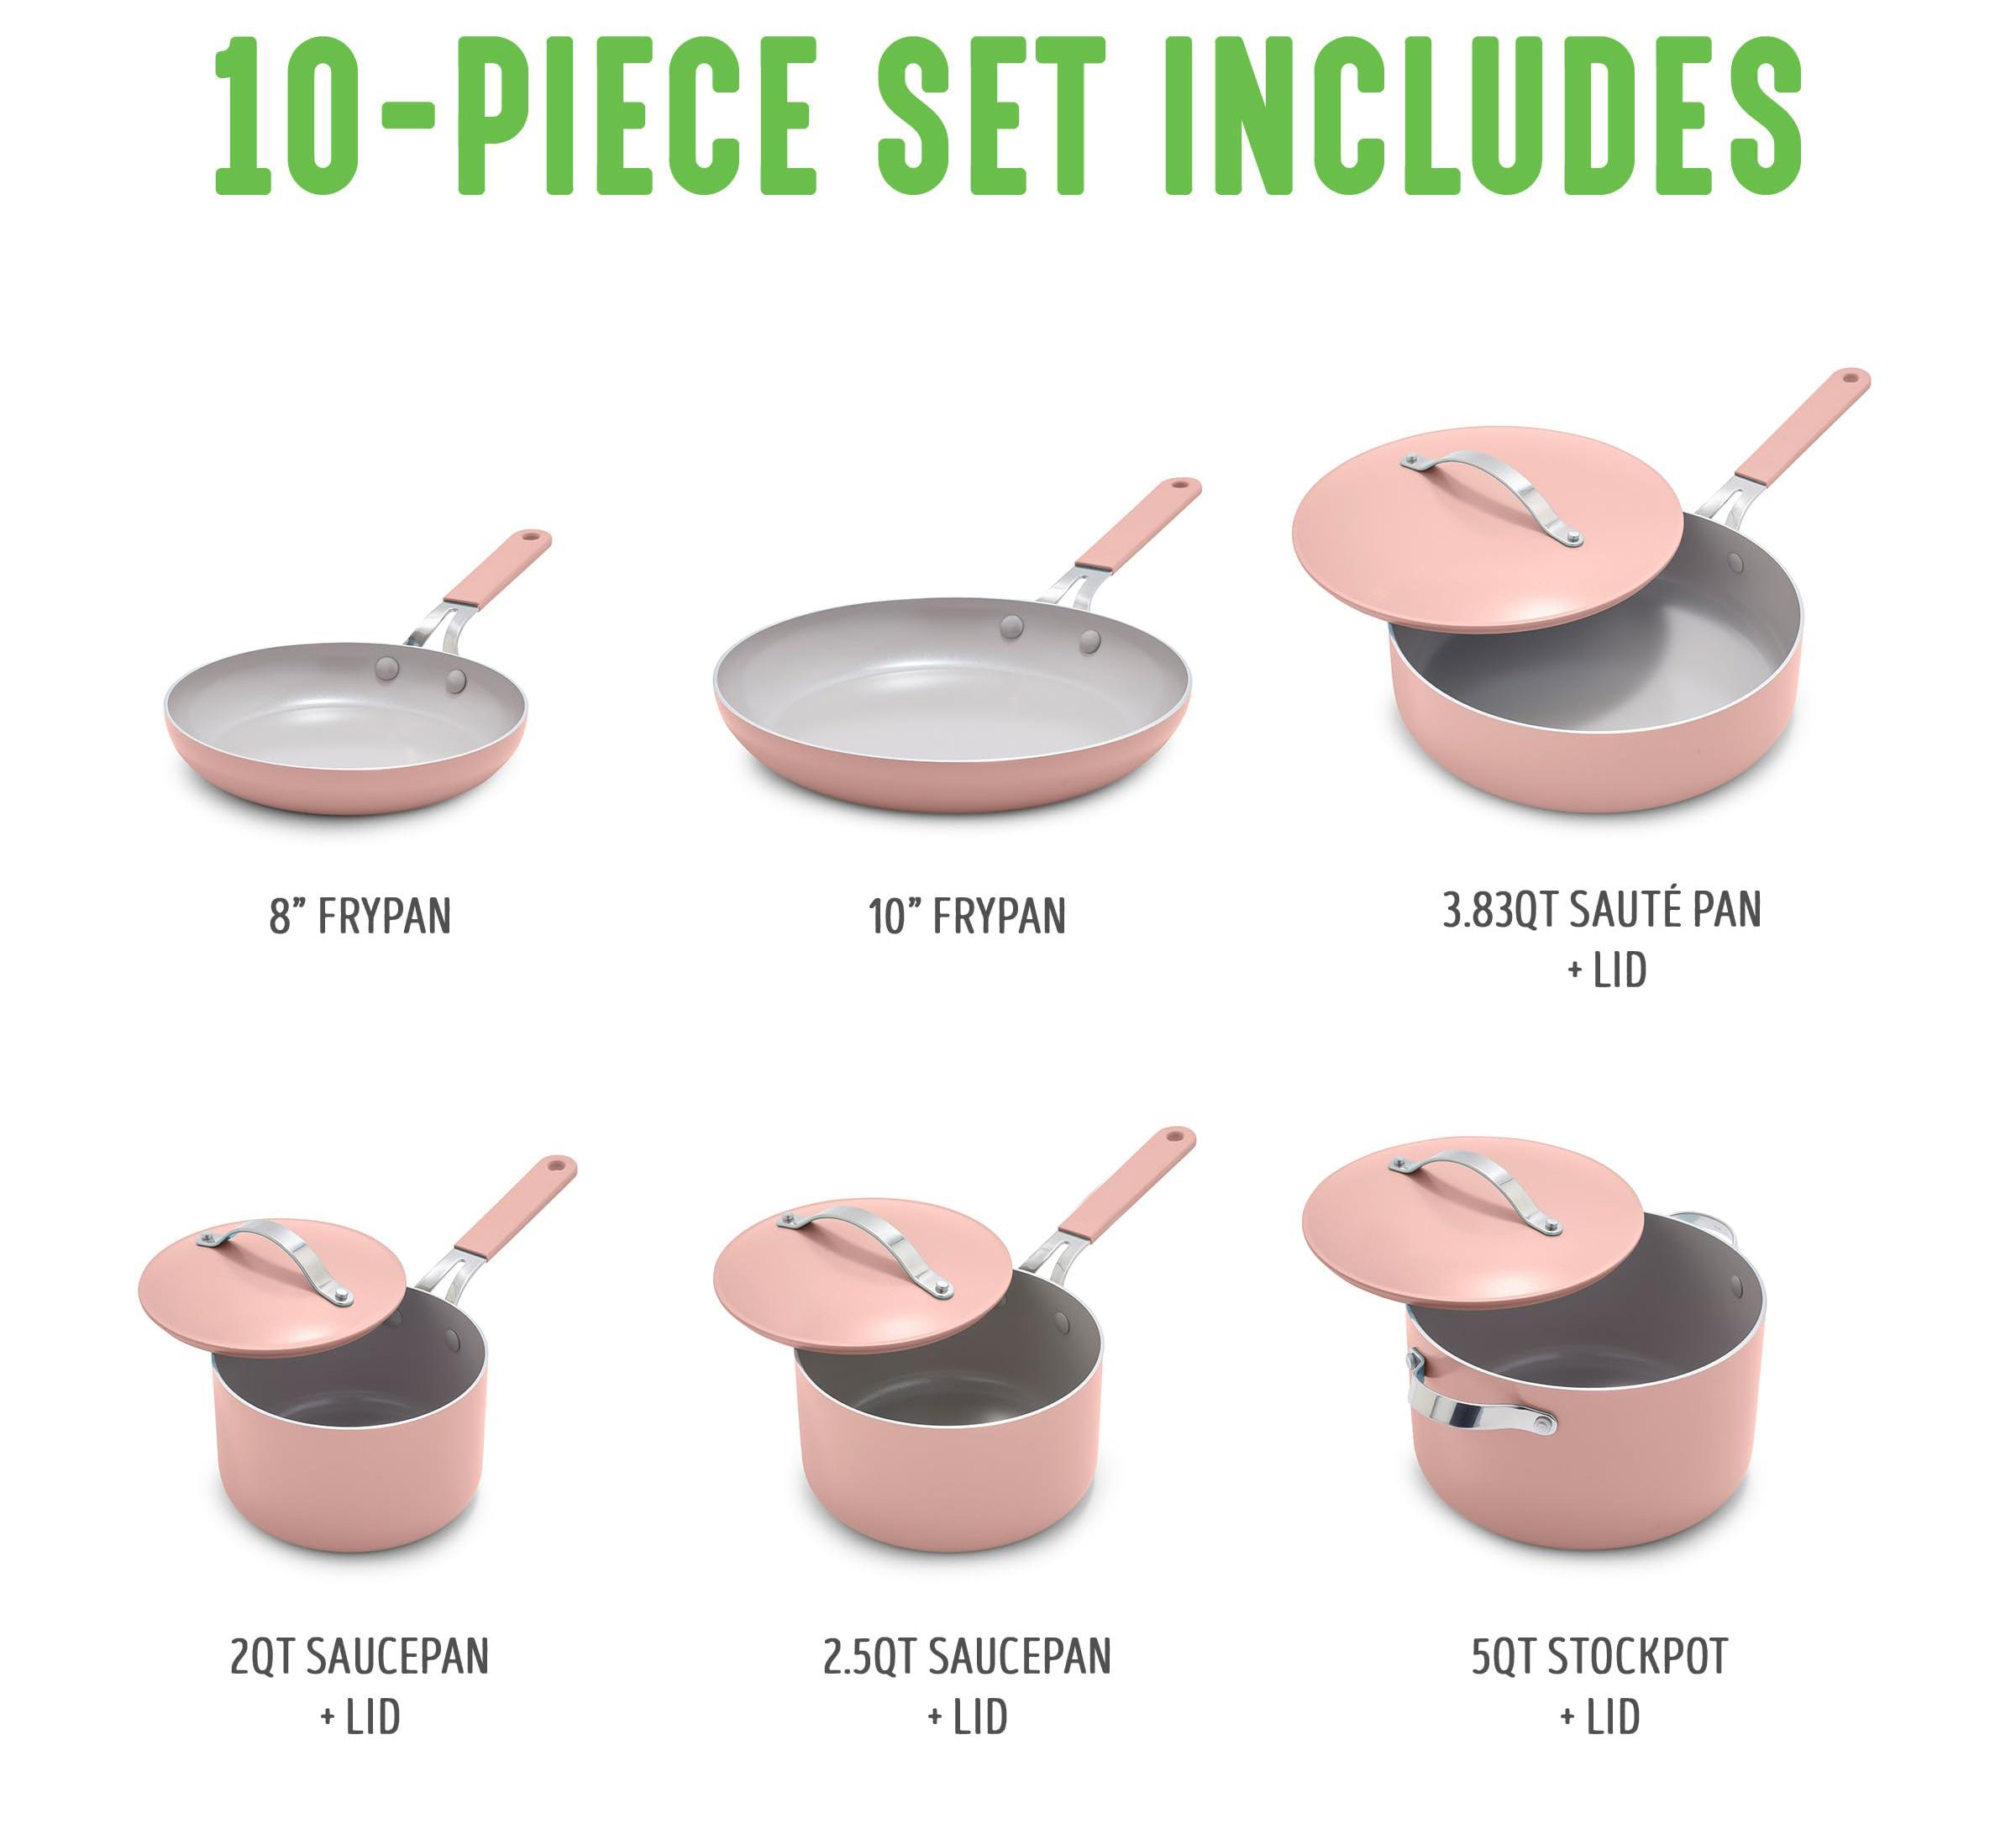 10-PIECE SET INCLUDES
8” FRYPAN
10” FRYPAN
3.83QT SAUTÉ PAN
+ LID
2QT SAUCEPAN
+ LID
2.5QT SAUCEPAN
+ LID
5QT STOCKPOT
+ LID